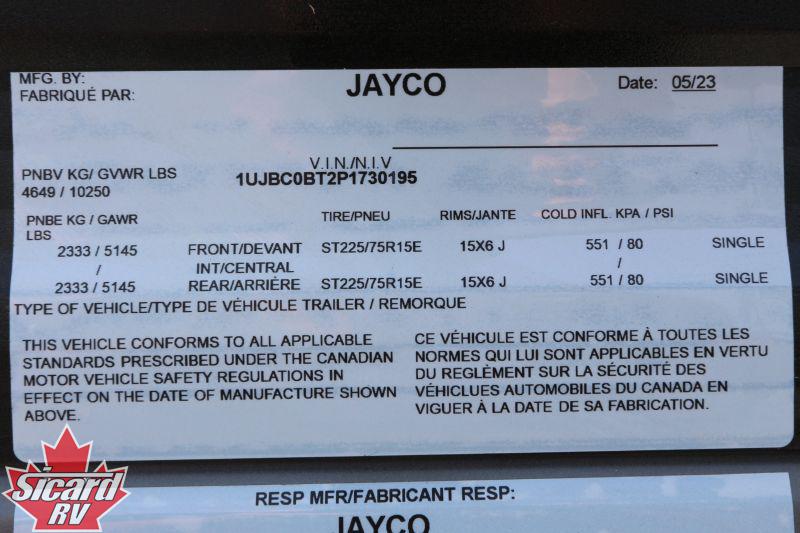 MFG. BY:
FABRIQUÉ PAR:
JAYCO
Date: 05/23
V.I.N./N.I.V
PNBV KG/ GVWR LBS
1UJBC0BT2P1730195
4649 / 10250
PNBE KG / GAWR
LBS
TIRE/PNEU RIMS/JANTE COLD INFL. KPA / PSI
2333 / 5145 FRONT/DEVANT ST225/75R15E 15X6 J 551 / 80 SINGLE
/ INT/CENTRAL /
2333 / 5145 REAR/ARRIÈRE ST225/75R15E 15X6 J 551 / 80 SINGLE
TYPE OF VEHICLE/TYPE DE VÉHICULE TRAILER / REMORQUE
THIS VEHICLE CONFORMS TO ALL APPLICABLE
STANDARDS PRESCRIBED UNDER THE CANADIAN
MOTOR VEHICLE SAFETY REGULATIONS IN
EFFECT ON THE DATE OF MANUFACTURE SHOWN
ABOVE.
CE VÉHICULE EST CONFORME À TOUTES LES
NORMES QUI LUI SONT APPLICABLES EN VERTU
DU REGLÈMENT SUR LA SÉCURITÉ DES
VÉHICLUES AUTOMOBILES DU CANADA EN
VIGUER À LA DATE DE SA FABRICATION.
Sicard
RV
RESP MFR/FABRICANT RESP:
JAYCO